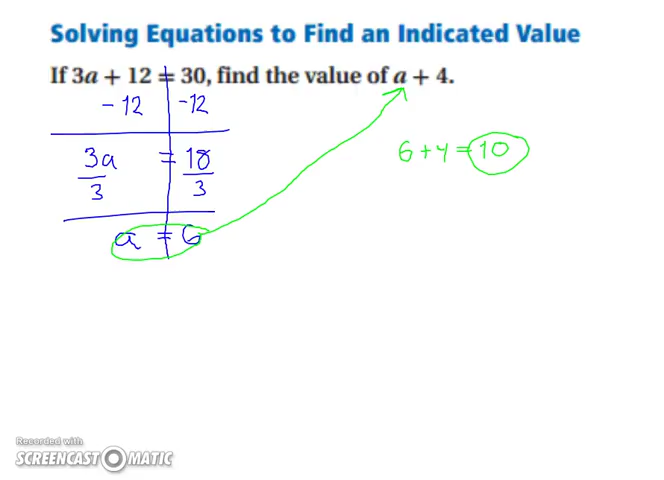 Solving Equations to Find an Indicated Value
If 3a + 12 = 30, find the value of a + 4.
- 12 -12
3a = 18
3 3
a = 6
6 + 4 = 10
Recorded with
SCREENCAST MATIC